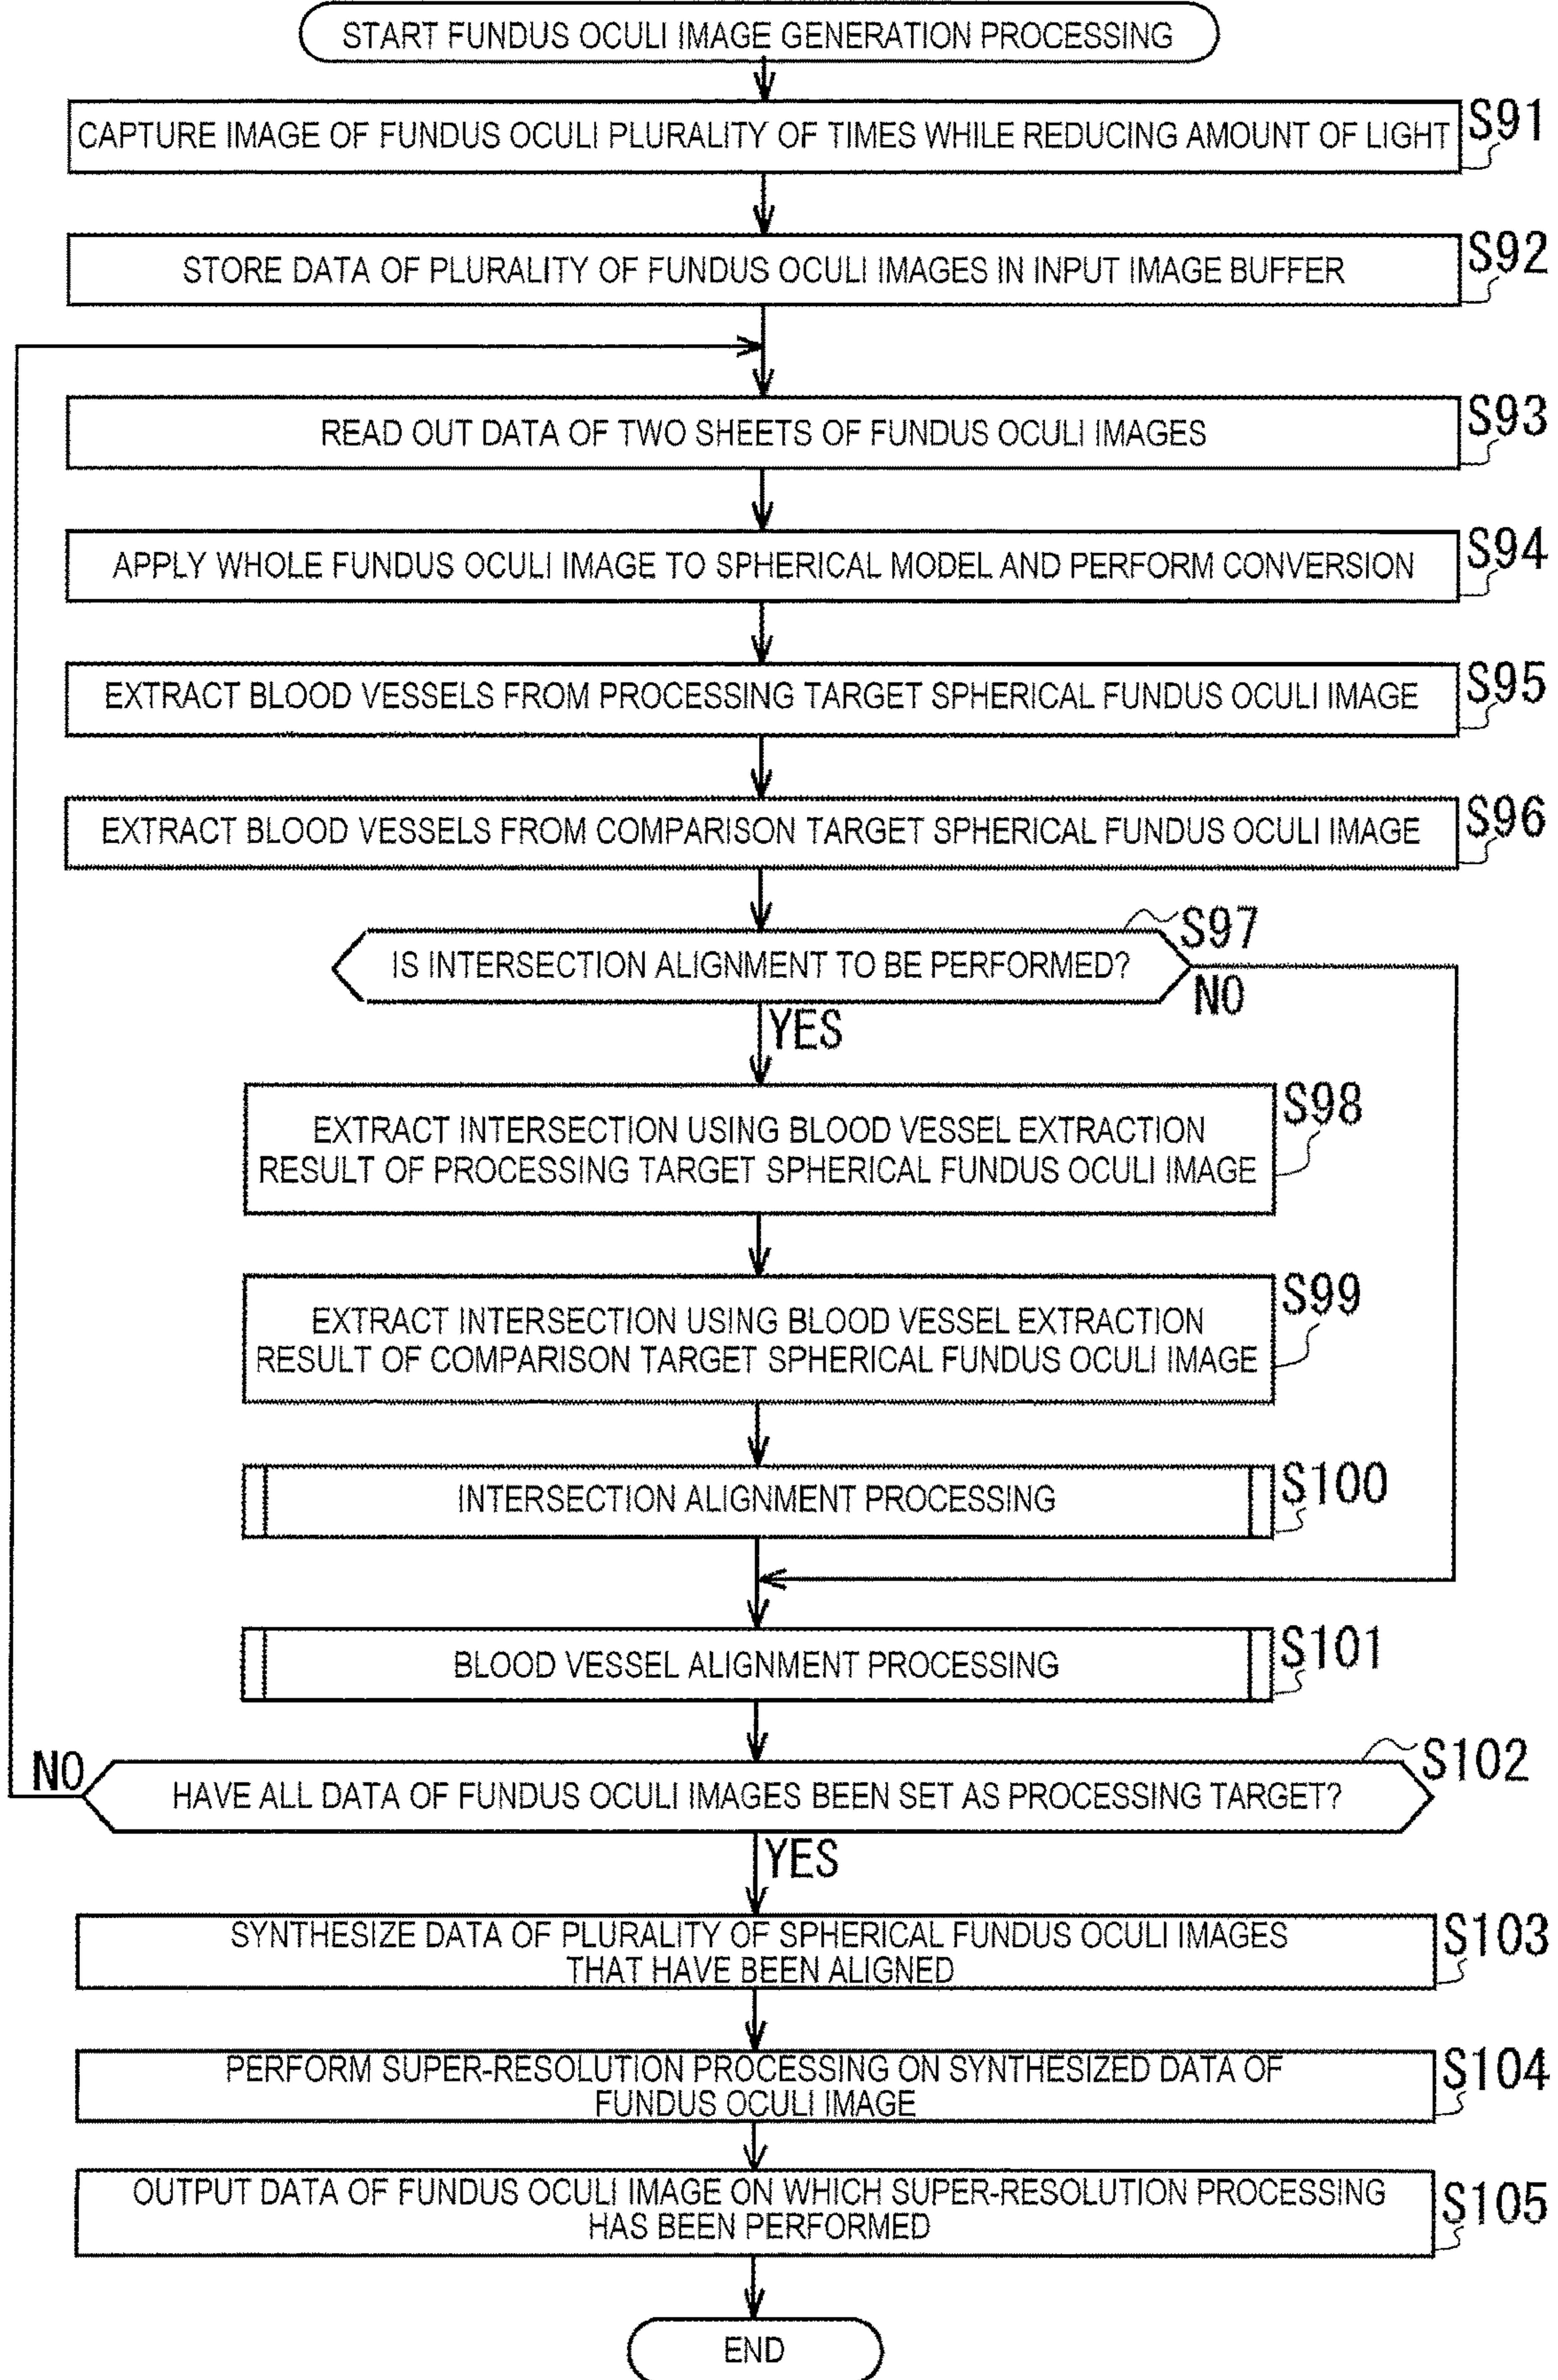 START FUNDUS OCULI IMAGE GENERATION PROCESSING
CAPTURE IMAGE OF FUNDUS OCULI PLURALITY OF TIMES WHILE REDUCING AMOUNT OF LIGHT
S91
STORE DATA OF PLURALITY OF FUNDUS OCULI IMAGES IN INPUT IMAGE BUFFER
S92
READ OUT DATA OF TWO SHEETS OF FUNDUS OCULI IMAGES
S93
APPLY WHOLE FUNDUS OCULI IMAGE TO SPHERICAL MODEL AND PERFORM CONVERSION
S94
EXTRACT BLOOD VESSELS FROM PROCESSING TARGET SPHERICAL FUNDUS OCULI IMAGE
S95
EXTRACT BLOOD VESSELS FROM COMPARISON TARGET SPHERICAL FUNDUS OCULI IMAGE
S96
IS INTERSECTION ALIGNMENT TO BE PERFORMED?
S97
NO
YES
EXTRACT INTERSECTION USING BLOOD VESSEL EXTRACTION
RESULT OF PROCESSING TARGET SPHERICAL FUNDUS OCULI IMAGE
S98
EXTRACT INTERSECTION USING BLOOD VESSEL EXTRACTION
RESULT OF COMPARISON TARGET SPHERICAL FUNDUS OCULI IMAGE
S99
INTERSECTION ALIGNMENT PROCESSING
S100
BLOOD VESSEL ALIGNMENT PROCESSING
S101
NO
HAVE ALL DATA OF FUNDUS OCULI IMAGES BEEN SET AS PROCESSING TARGET?
S102
YES
SYNTHESIZE DATA OF PLURALITY OF SPHERICAL FUNDUS OCULI IMAGES
THAT HAVE BEEN ALIGNED
S103
PERFORM SUPER-RESOLUTION PROCESSING ON SYNTHESIZED DATA OF
FUNDUS OCULI IMAGE
S104
OUTPUT DATA OF FUNDUS OCULI IMAGE ON WHICH SUPER-RESOLUTION PROCESSING
HAS BEEN PERFORMED
S105
END